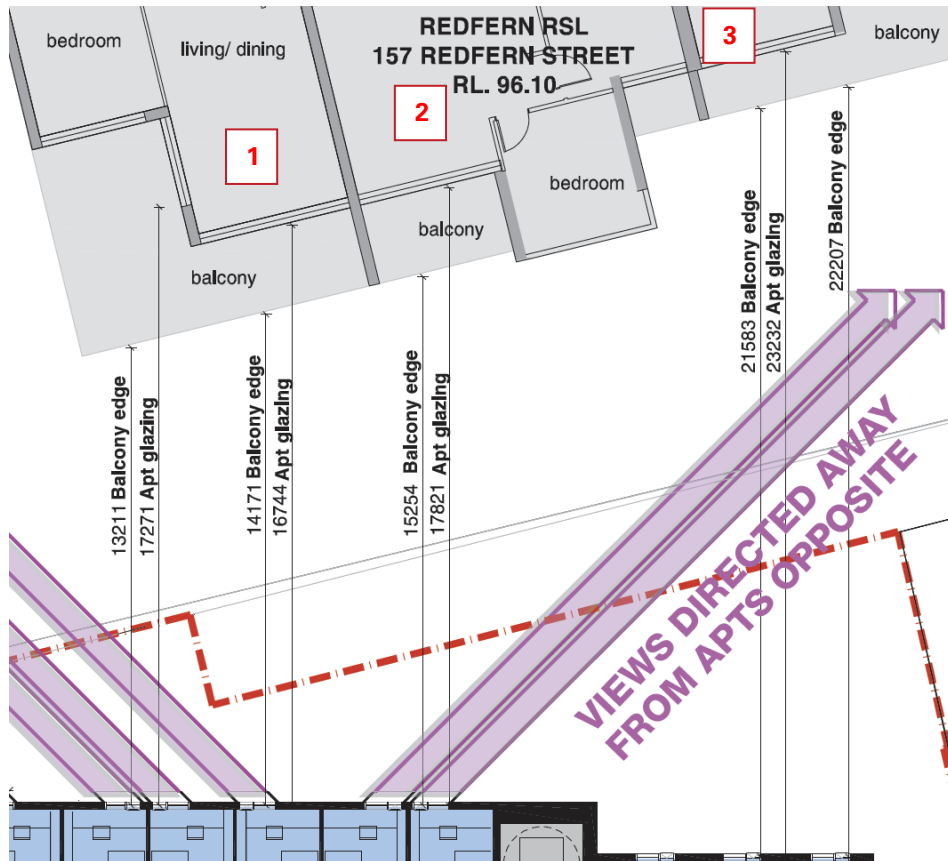 REDFERN RSL
157 REDFERN STREET
RL. 96.10
bedroom
living/ dining
1
2
3
balcony
bedroom
balcony
balcony
13211 Balcony edge
17271 Apt glazing
14171 Balcony edge
16744 Apt glazing
15254 Balcony edge
17821 Apt glazing
21583 Balcony edge
23232 Apt glazing
22207 Balcony edge
VIEWS DIRECTED AWAY
FROM APTS OPPOSITE